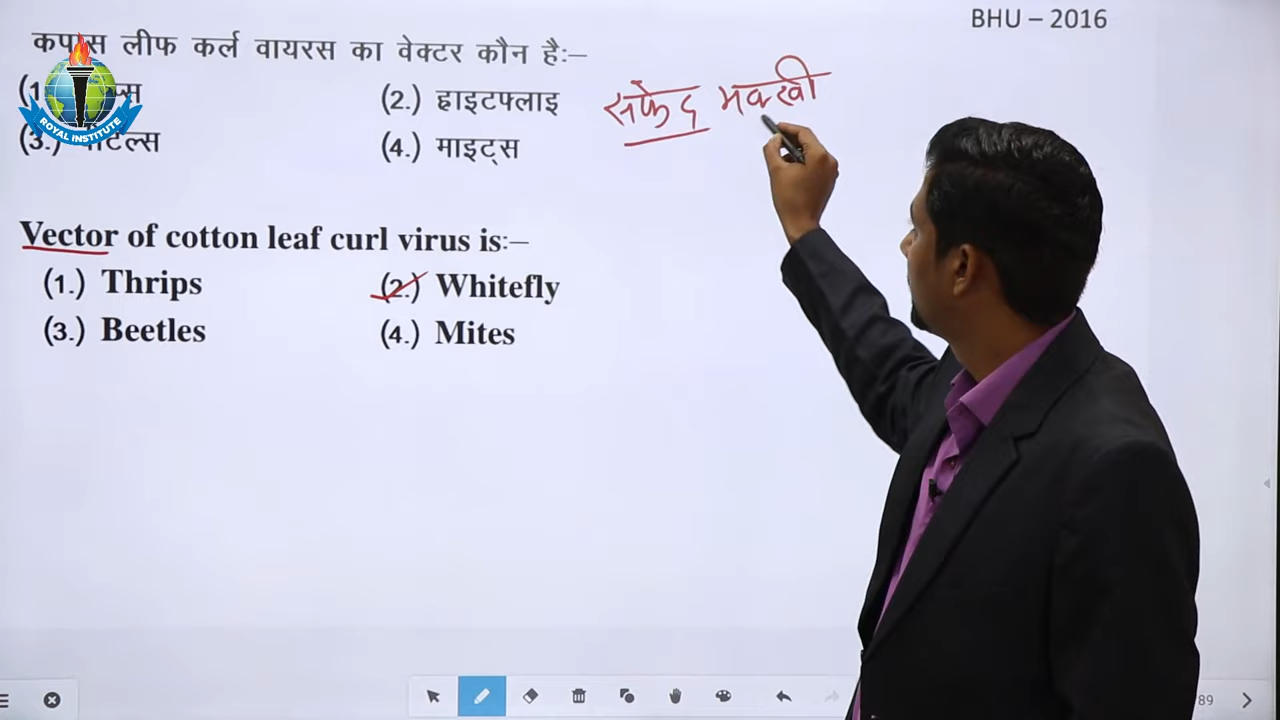 BHU – 2016
कपास लीफ कर्ल वायरस का वेक्टर कौन है:–
(2.) ह्वाइटफ्लाइ सफेद मक्खी
(3.)
(4.) माइट्स
ROYAL INSTITUTE
Vector of cotton leaf curl virus is:–
(1.) Thrips (2.) Whitefly
(3.) Beetles (4.) Mites
89